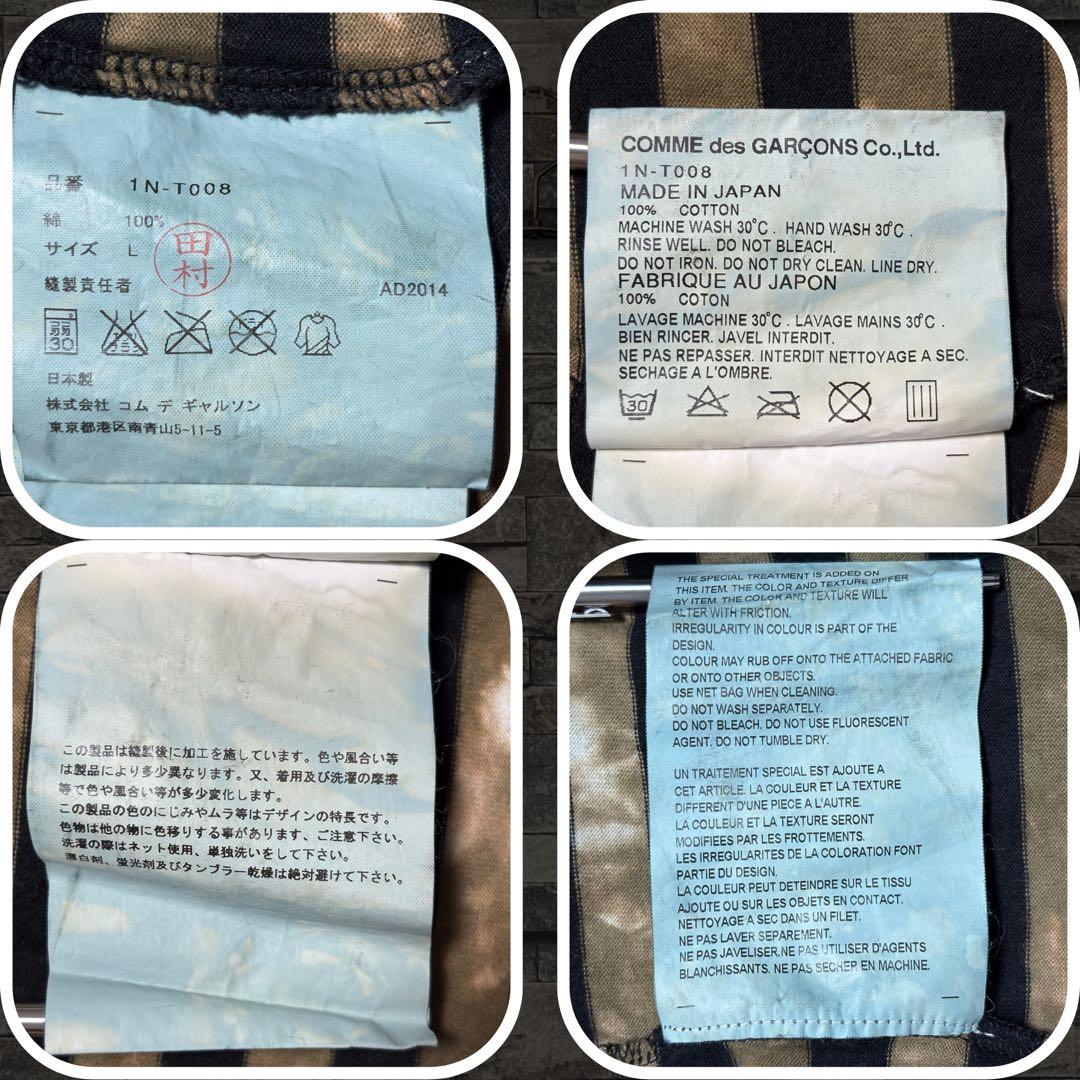 品番 1N-T008
綿 100%
サイズ L
田村
縫製責任者 AD2014
弱
30
日本製
株式会社 コム デ ギャルソン
東京都港区南青山5-11-5
COMME des GARÇONS Co.,Ltd.
1N-T008
MADE IN JAPAN
100% COTTON
MACHINE WASH 30℃. HAND WASH 30℃.
RINSE WELL. DO NOT BLEACH.
DO NOT IRON. DO NOT DRY CLEAN. LINE DRY.
FABRIQUE AU JAPON
100% COTON
LAVAGE MACHINE 30℃. LAVAGE MAINS 30℃.
BIEN RINCER. JAVEL INTERDIT.
NE PAS REPASSER. INTERDIT NETTOYAGE A SEC.
SECHAGE A L'OMBRE.
30
この製品は縫製後に加工を施しています。色や風合い等
は製品により多少異なります。又、着用及び洗濯の摩擦
等で色や風合い等が多少変化します。
この製品の色のにじみやムラ等はデザインの特長です。
色物は他の物に色移りする事があります、ご注意下さい。
洗濯の際はネット使用、単独洗いをして下さい。
漂白剤、蛍光剤及びタンブラー乾燥は絶対避けて下さい。
THE SPECIAL TREATMENT IS ADDED ON
THIS ITEM. THE COLOR AND TEXTURE DIFFER
BY ITEM. THE COLOR AND TEXTURE WILL
ALTER WITH FRICTION.
IRREGULARITY IN COLOUR IS PART OF THE
DESIGN.
COLOUR MAY RUB OFF ONTO THE ATTACHED FABRIC
OR ONTO OTHER OBJECTS.
USE NET BAG WHEN CLEANING.
DO NOT WASH SEPARATELY.
DO NOT BLEACH. DO NOT USE FLUORESCENT
AGENT. DO NOT TUMBLE DRY.
UN TRAITEMENT SPECIAL EST AJOUTE A
CET ARTICLE. LA COULEUR ET LA TEXTURE
DIFFERENT D'UNE PIECE A L'AUTRE.
LA COULEUR ET LA TEXTURE SERONT
MODIFIEES PAR LES FROTTEMENTS.
LES IRREGULARITES DE LA COLORATION FONT
PARTIE DU DESIGN.
LA COULEUR PEUT DETEINDRE SUR LE TISSU
AJOUTE OU SUR LES OBJETS EN CONTACT.
NETTOYAGE A SEC DANS UN FILET.
NE PAS LAVER SEPAREMENT.
NE PAS JAVELISER.NE PAS UTILISER D'AGENTS
BLANCHISSANTS. NE PAS SECHER EN MACHINE.